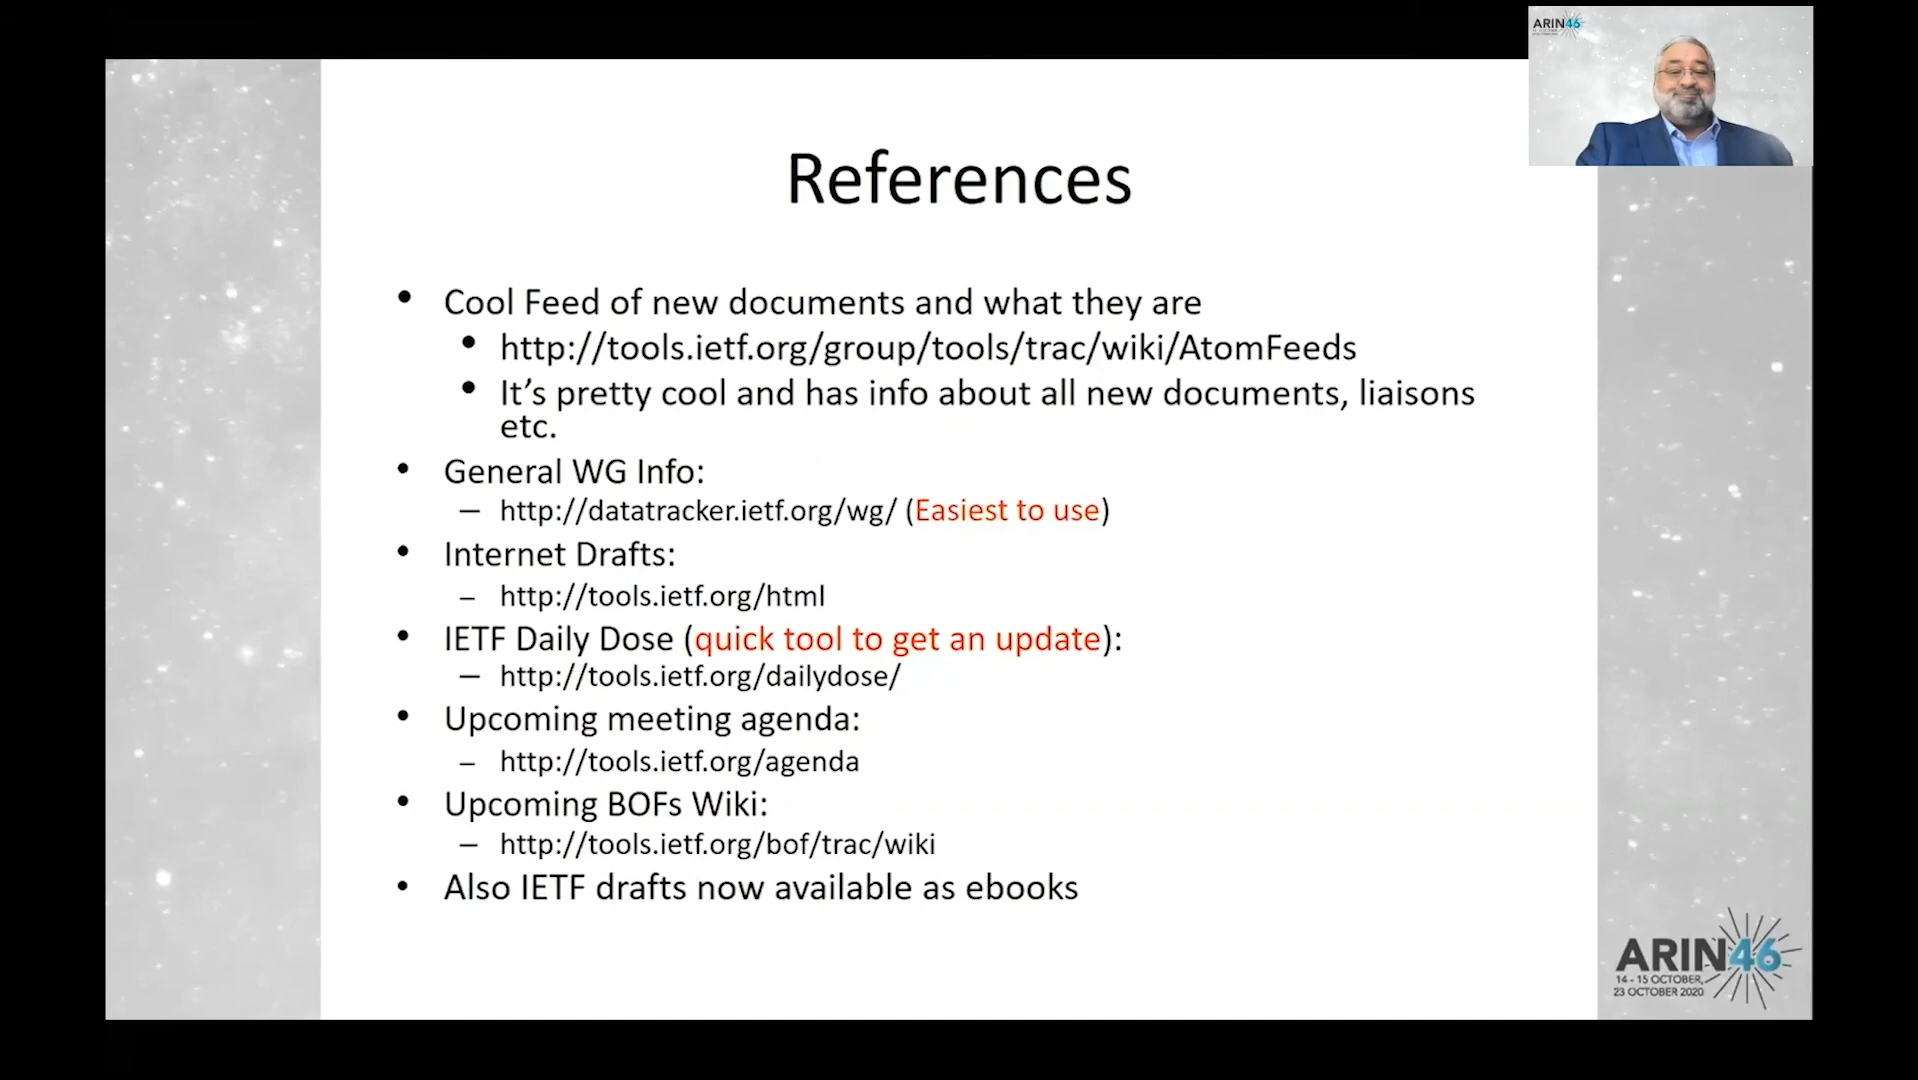 ARIN46
References
• Cool Feed of new documents and what they are
• http://tools.ietf.org/group/tools/trac/wiki/AtomFeeds
• It’s pretty cool and has info about all new documents, liaisons
etc.
• General WG Info:
– http://datatracker.ietf.org/wg/ (Easiest to use)
• Internet Drafts:
– http://tools.ietf.org/html
• IETF Daily Dose (quick tool to get an update):
– http://tools.ietf.org/dailydose/
• Upcoming meeting agenda:
– http://tools.ietf.org/agenda
• Upcoming BOFs Wiki:
– http://tools.ietf.org/bof/trac/wiki
• Also IETF drafts now available as ebooks
ARIN46
14 - 15 OCTOBER,
23 OCTOBER 2020